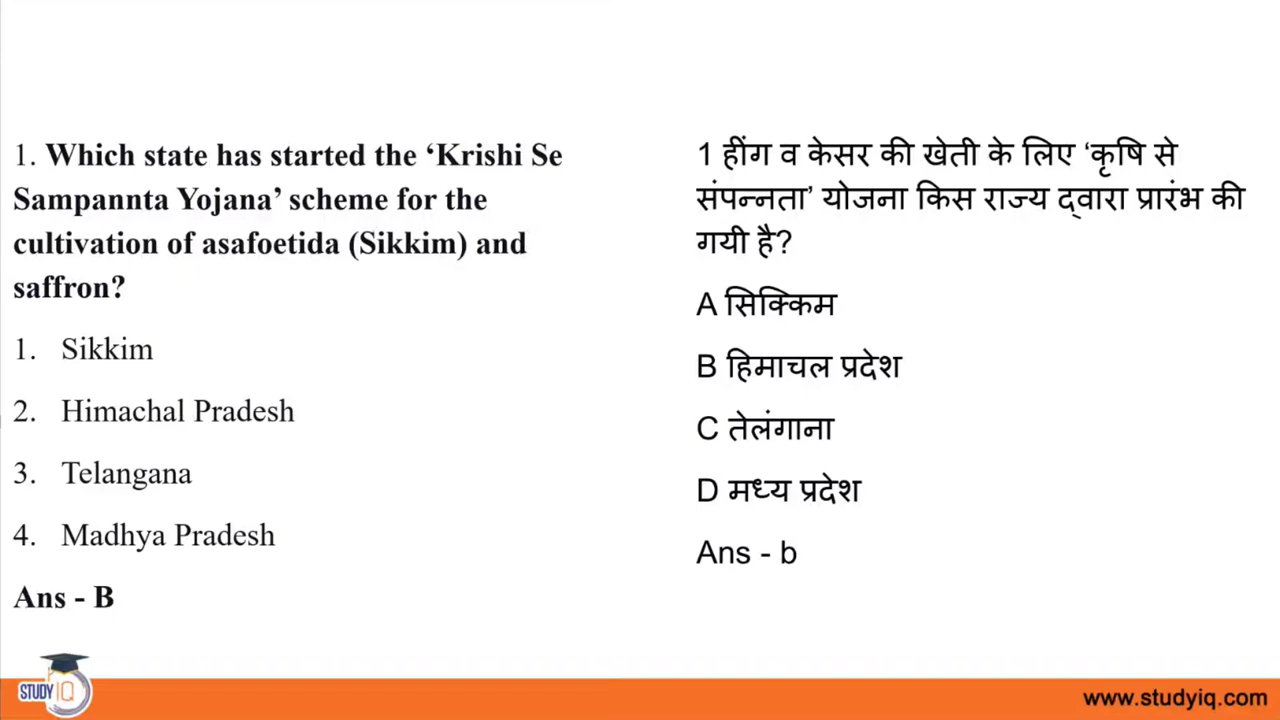 1. Which state has started the ‘Krishi Se
Sampannta Yojana’ scheme for the
cultivation of asafoetida (Sikkim) and
saffron?
1. Sikkim
2. Himachal Pradesh
3. Telangana
4. Madhya Pradesh
Ans - B
1 हींग व केसर की खेती के लिए ‘कृषि से
संपन्नता’ योजना किस राज्य द्वारा प्रारंभ की
गयी है?
A सिक्किम
B हिमाचल प्रदेश
C तेलंगाना
D मध्य प्रदेश
Ans - b
STUDY IQ
www.studyiq.com